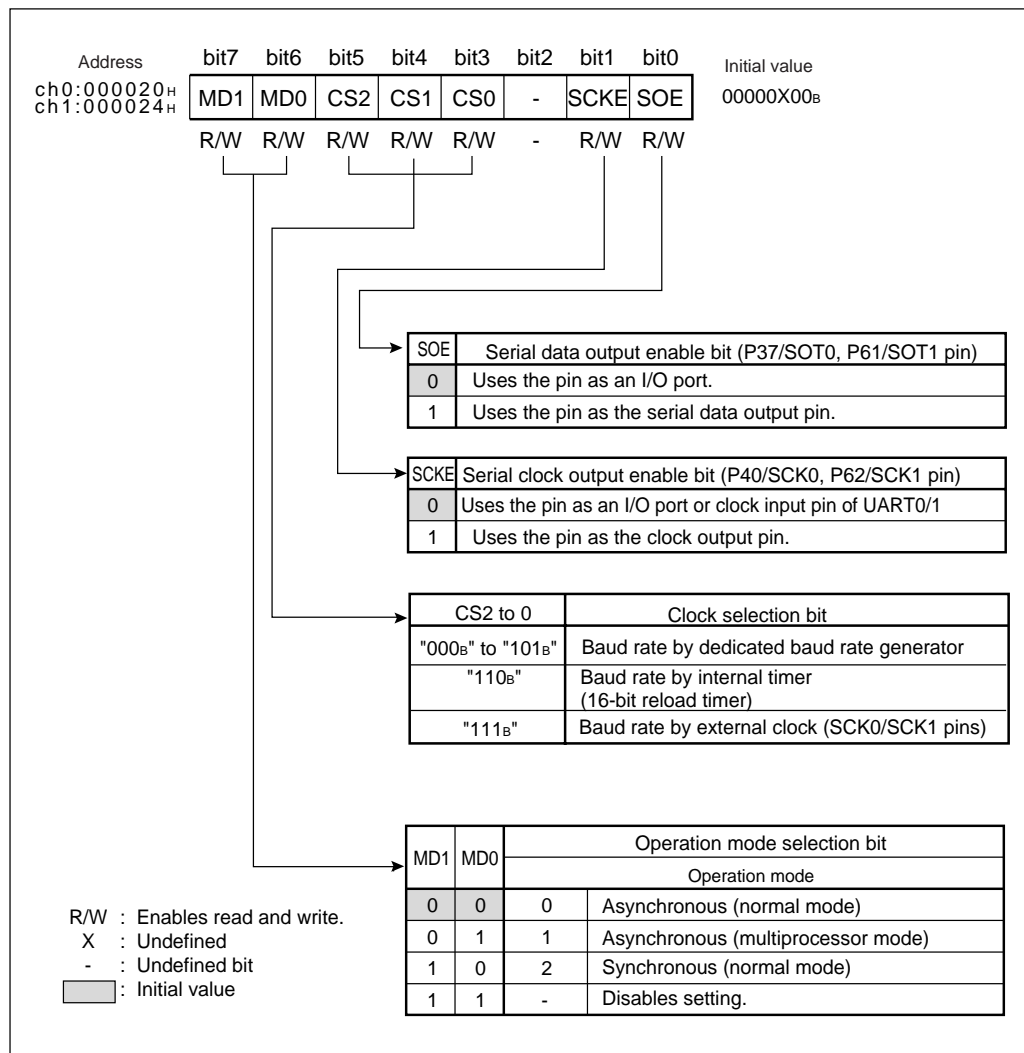 Address bit7 bit6 bit5 bit4 bit3 bit2 bit1 bit0 Initial value
ch0:000020H
ch1:000024H
MD1 MD0 CS2 CS1 CS0 - SCKE SOE 00000X00B
R/W R/W R/W R/W R/W - R/W R/W
SOE Serial data output enable bit (P37/SOT0, P61/SOT1 pin)
0 Uses the pin as an I/O port.
1 Uses the pin as the serial data output pin.
SCKE Serial clock output enable bit (P40/SCK0, P62/SCK1 pin)
0 Uses the pin as an I/O port or clock input pin of UART0/1
1 Uses the pin as the clock output pin.
CS2 to 0 Clock selection bit
"000B" to "101B" Baud rate by dedicated baud rate generator
"110B" Baud rate by internal timer
(16-bit reload timer)
"111B" Baud rate by external clock (SCK0/SCK1 pins)
MD1 MD0 Operation mode selection bit
Operation mode
0 0 0 Asynchronous (normal mode)
0 1 1 Asynchronous (multiprocessor mode)
1 0 2 Synchronous (normal mode)
1 1 - Disables setting.
R/W : Enables read and write.
X : Undefined
- : Undefined bit
: Initial value